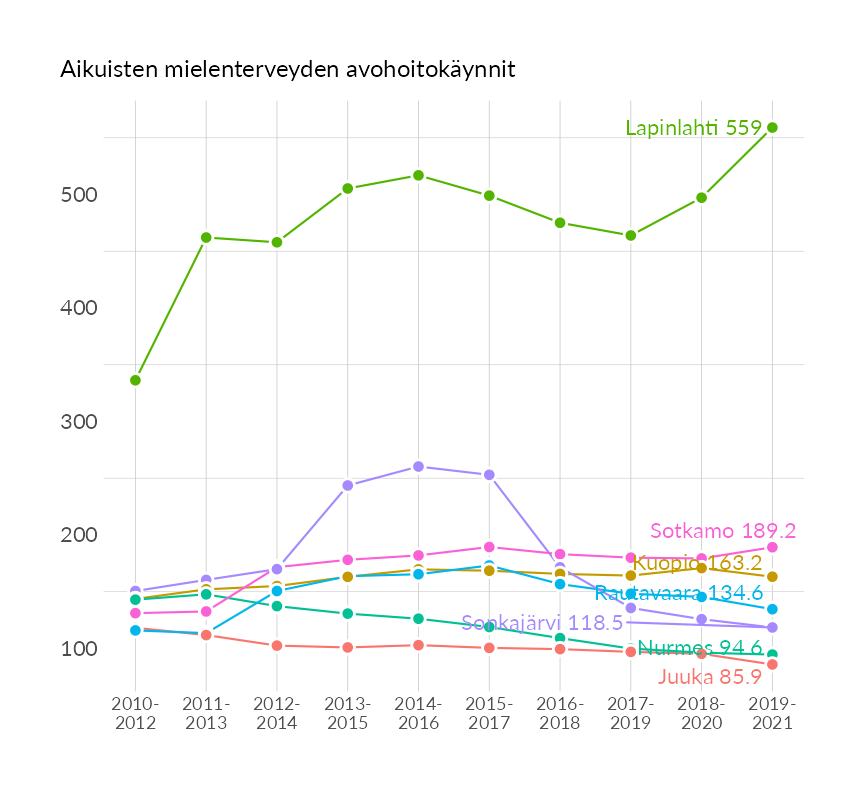 Aikuisten mielenterveyden avohoitokäynnit
Lapinlahti 559
500
400
300
Sotkamo 189.2
200
Kuopio 163.2
Rautavaara 134.6
Sonkajärvi 118.5
Nurmes 94.6
100
Juuka 85.9
2010- 2011- 2012- 2013- 2014- 2015- 2016- 2017- 2018- 2019-
2012 2013 2014 2015 2016 2017 2018 2019 2020 2021